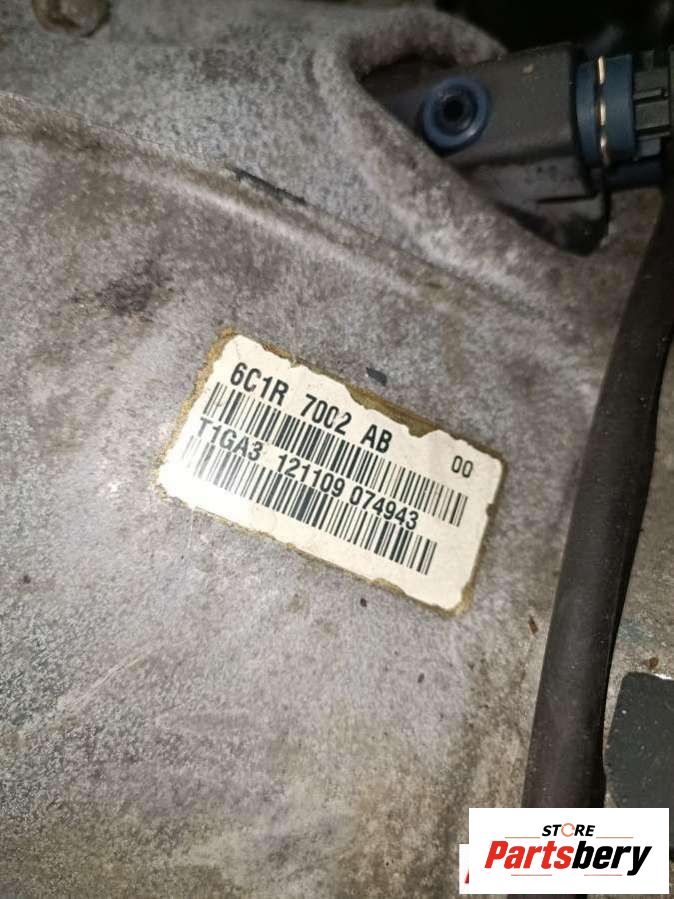 6C1R 7002 AB 00
T1GA3 121109 074943
STORE
Partsbery